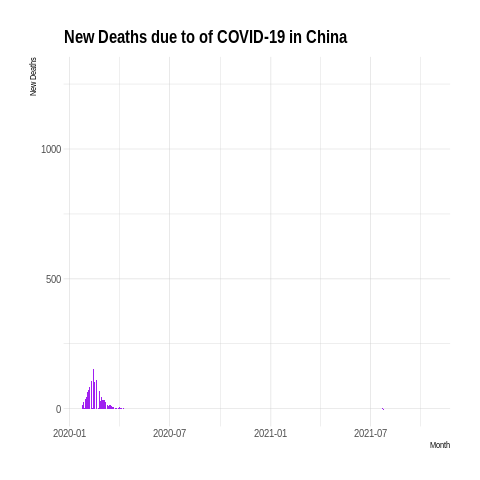 New Deaths due to of COVID-19 in China
New Deaths
1000
500
0
2020-01 2020-07 2021-01 2021-07
Month